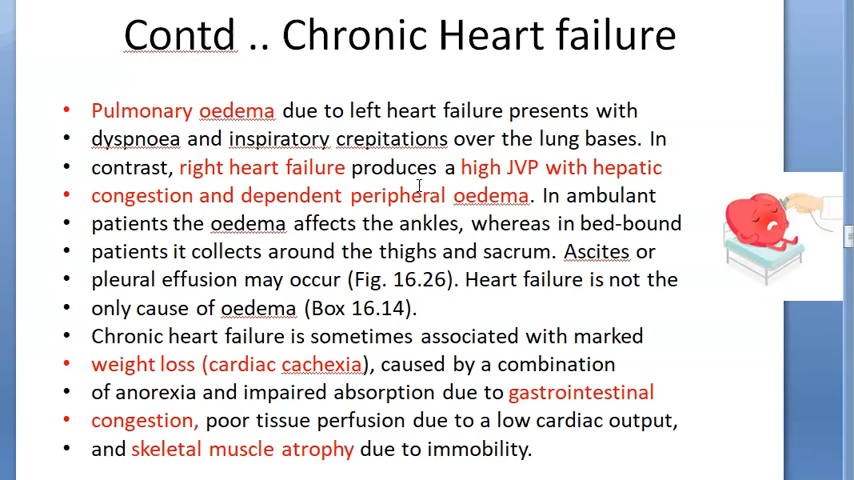 Contd .. Chronic Heart failure
• Pulmonary oedema due to left heart failure presents with
• dyspnoea and inspiratory crepitations over the lung bases. In
• contrast, right heart failure produces a high JVP with hepatic
• congestion and dependent peripheral oedema. In ambulant
• patients the oedema affects the ankles, whereas in bed-bound
• patients it collects around the thighs and sacrum. Ascites or
• pleural effusion may occur (Fig. 16.26). Heart failure is not the
• only cause of oedema (Box 16.14).
• Chronic heart failure is sometimes associated with marked
• weight loss (cardiac cachexia), caused by a combination
• of anorexia and impaired absorption due to gastrointestinal
• congestion, poor tissue perfusion due to a low cardiac output,
• and skeletal muscle atrophy due to immobility.